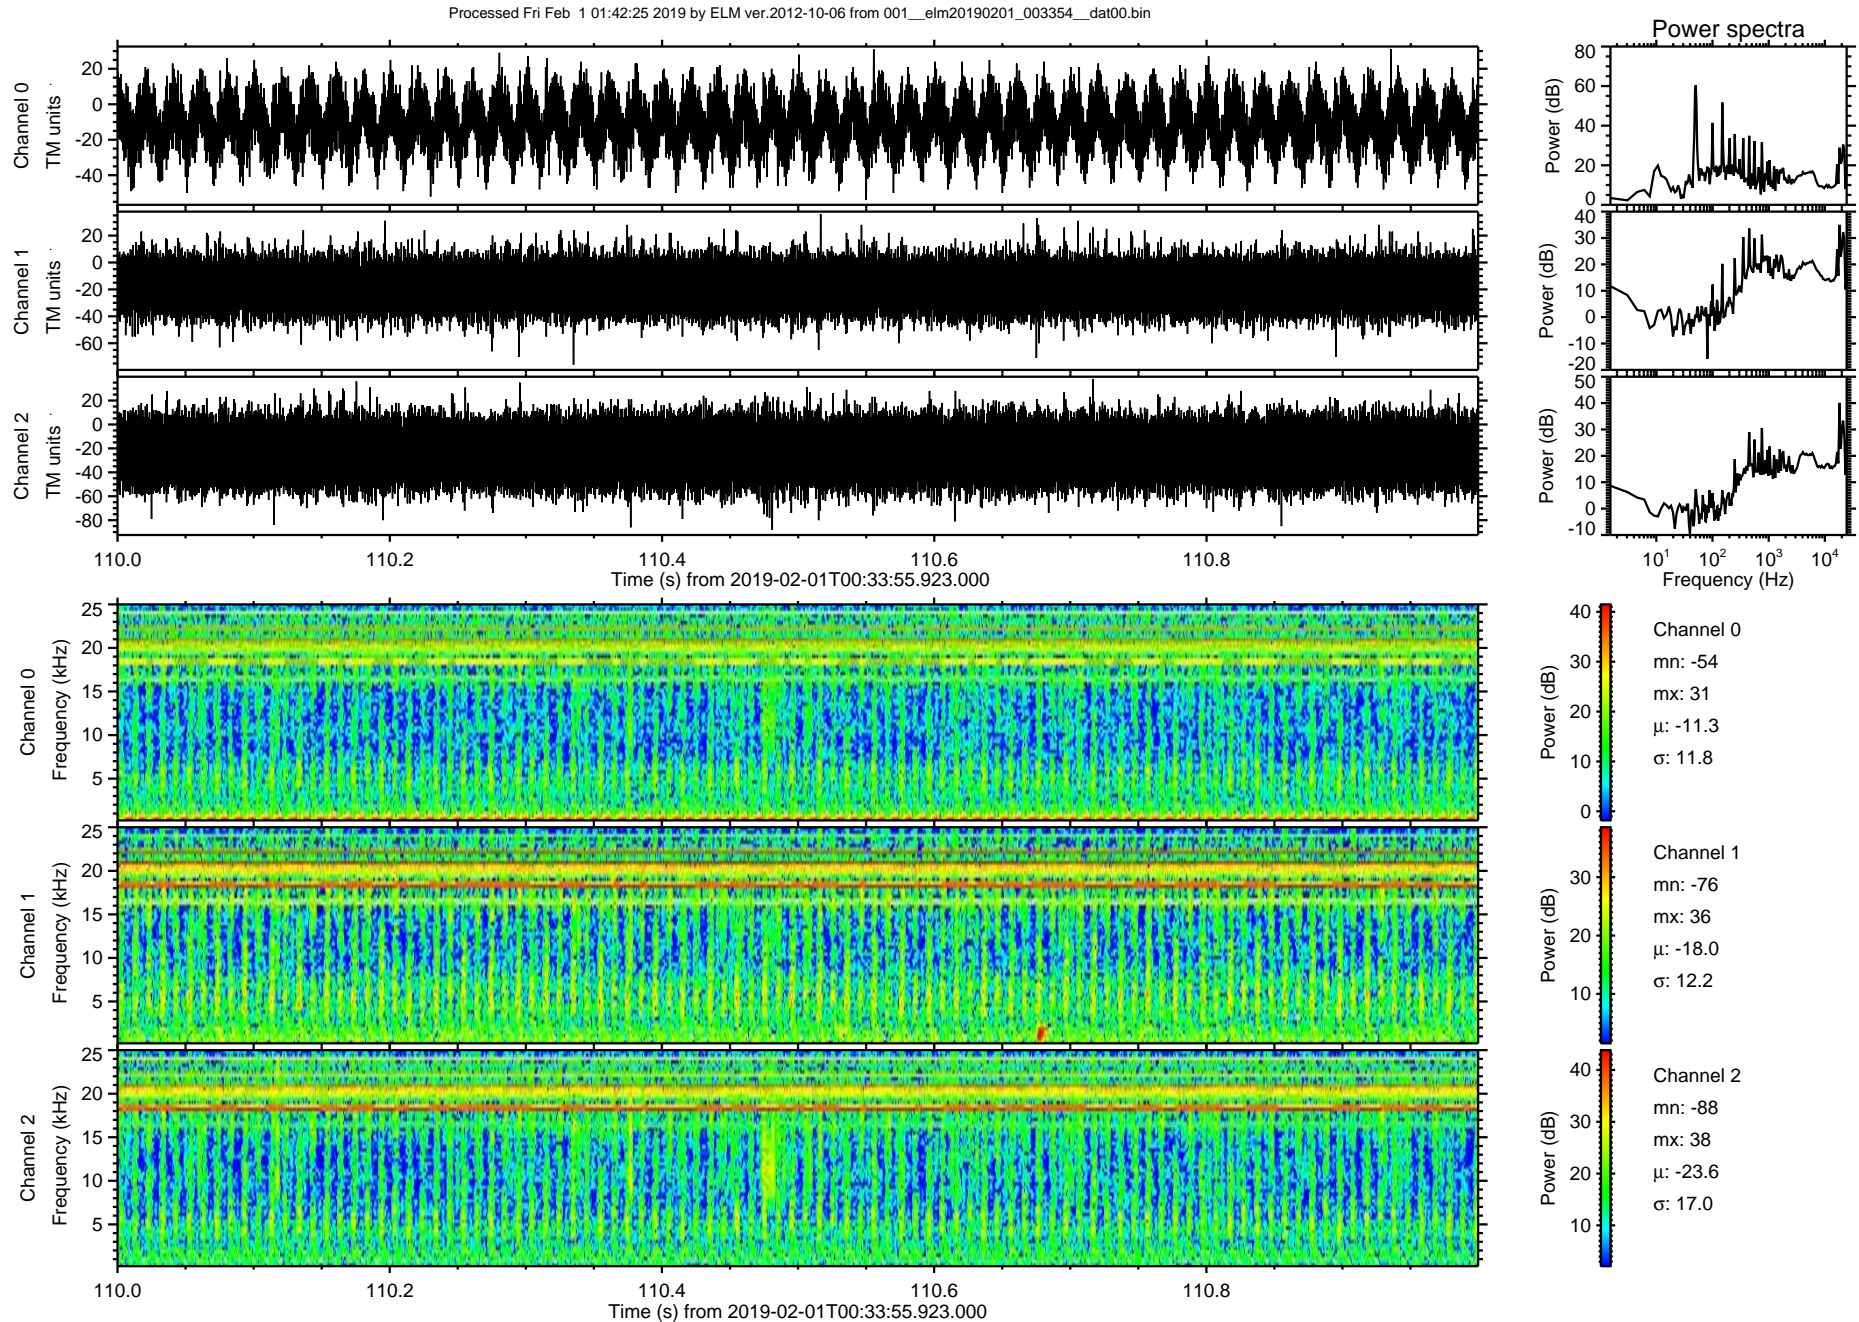 Processed Fri Feb  1 01:42:25 2019 by ELM ver.2012-10-06 from 001__elm20190201_003354__dat00.bin
Power spectra
Channel 0
TM units
20
0
-20
-40
Power (dB)
80
60
40
20
0
Channel 1
TM units
20
0
-20
-40
-60
Power (dB)
40
30
20
10
0
-10
-20
Channel 2
TM units
20
0
-20
-40
-60
-80
Power (dB)
50
40
30
20
10
0
-10
110.0 110.2 110.4 110.6 110.8
Time (s) from 2019-02-01T00:33:55.923.000
10¹ 10² 10³ 10⁴
Frequency (Hz)
Channel 0
Frequency (kHz)
25
20
15
10
5
Power (dB)
40
30
20
10
0
Channel 0
mn: -54
mx: 31
μ: -11.3
σ: 11.8
Channel 1
Frequency (kHz)
25
20
15
10
5
Power (dB)
30
20
10
Channel 1
mn: -76
mx: 36
μ: -18.0
σ: 12.2
Channel 2
Frequency (kHz)
25
20
15
10
5
Power (dB)
40
30
20
10
Channel 2
mn: -88
mx: 38
μ: -23.6
σ: 17.0
110.0 110.2 110.4 110.6 110.8
Time (s) from 2019-02-01T00:33:55.923.000